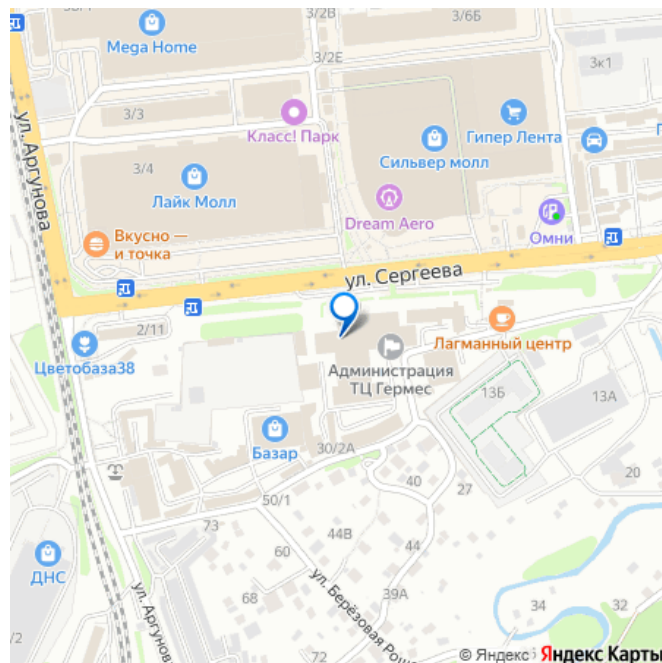 3/2В
3/6Б
Mega Home
3/2Е
3к1
3/3
Класс! Парк
Гипер Лента
Сильвер молл
3/4
Лайк Молл
ул. Аргунова
Dream Aero
Вкусно —
и точка
Омни
ул. Сергеева
2/11
Цветобаза38
Лагманный центр
Администрация
ТЦ Гермес
13Б
13А
Базар
30/2А
40
27
20
50/1
73
44В
60
44
ДНС
ул. Аргунова
68
ул. Берёзовая Роща
39А
34
32
72
© Яндекс
Яндекс Карты